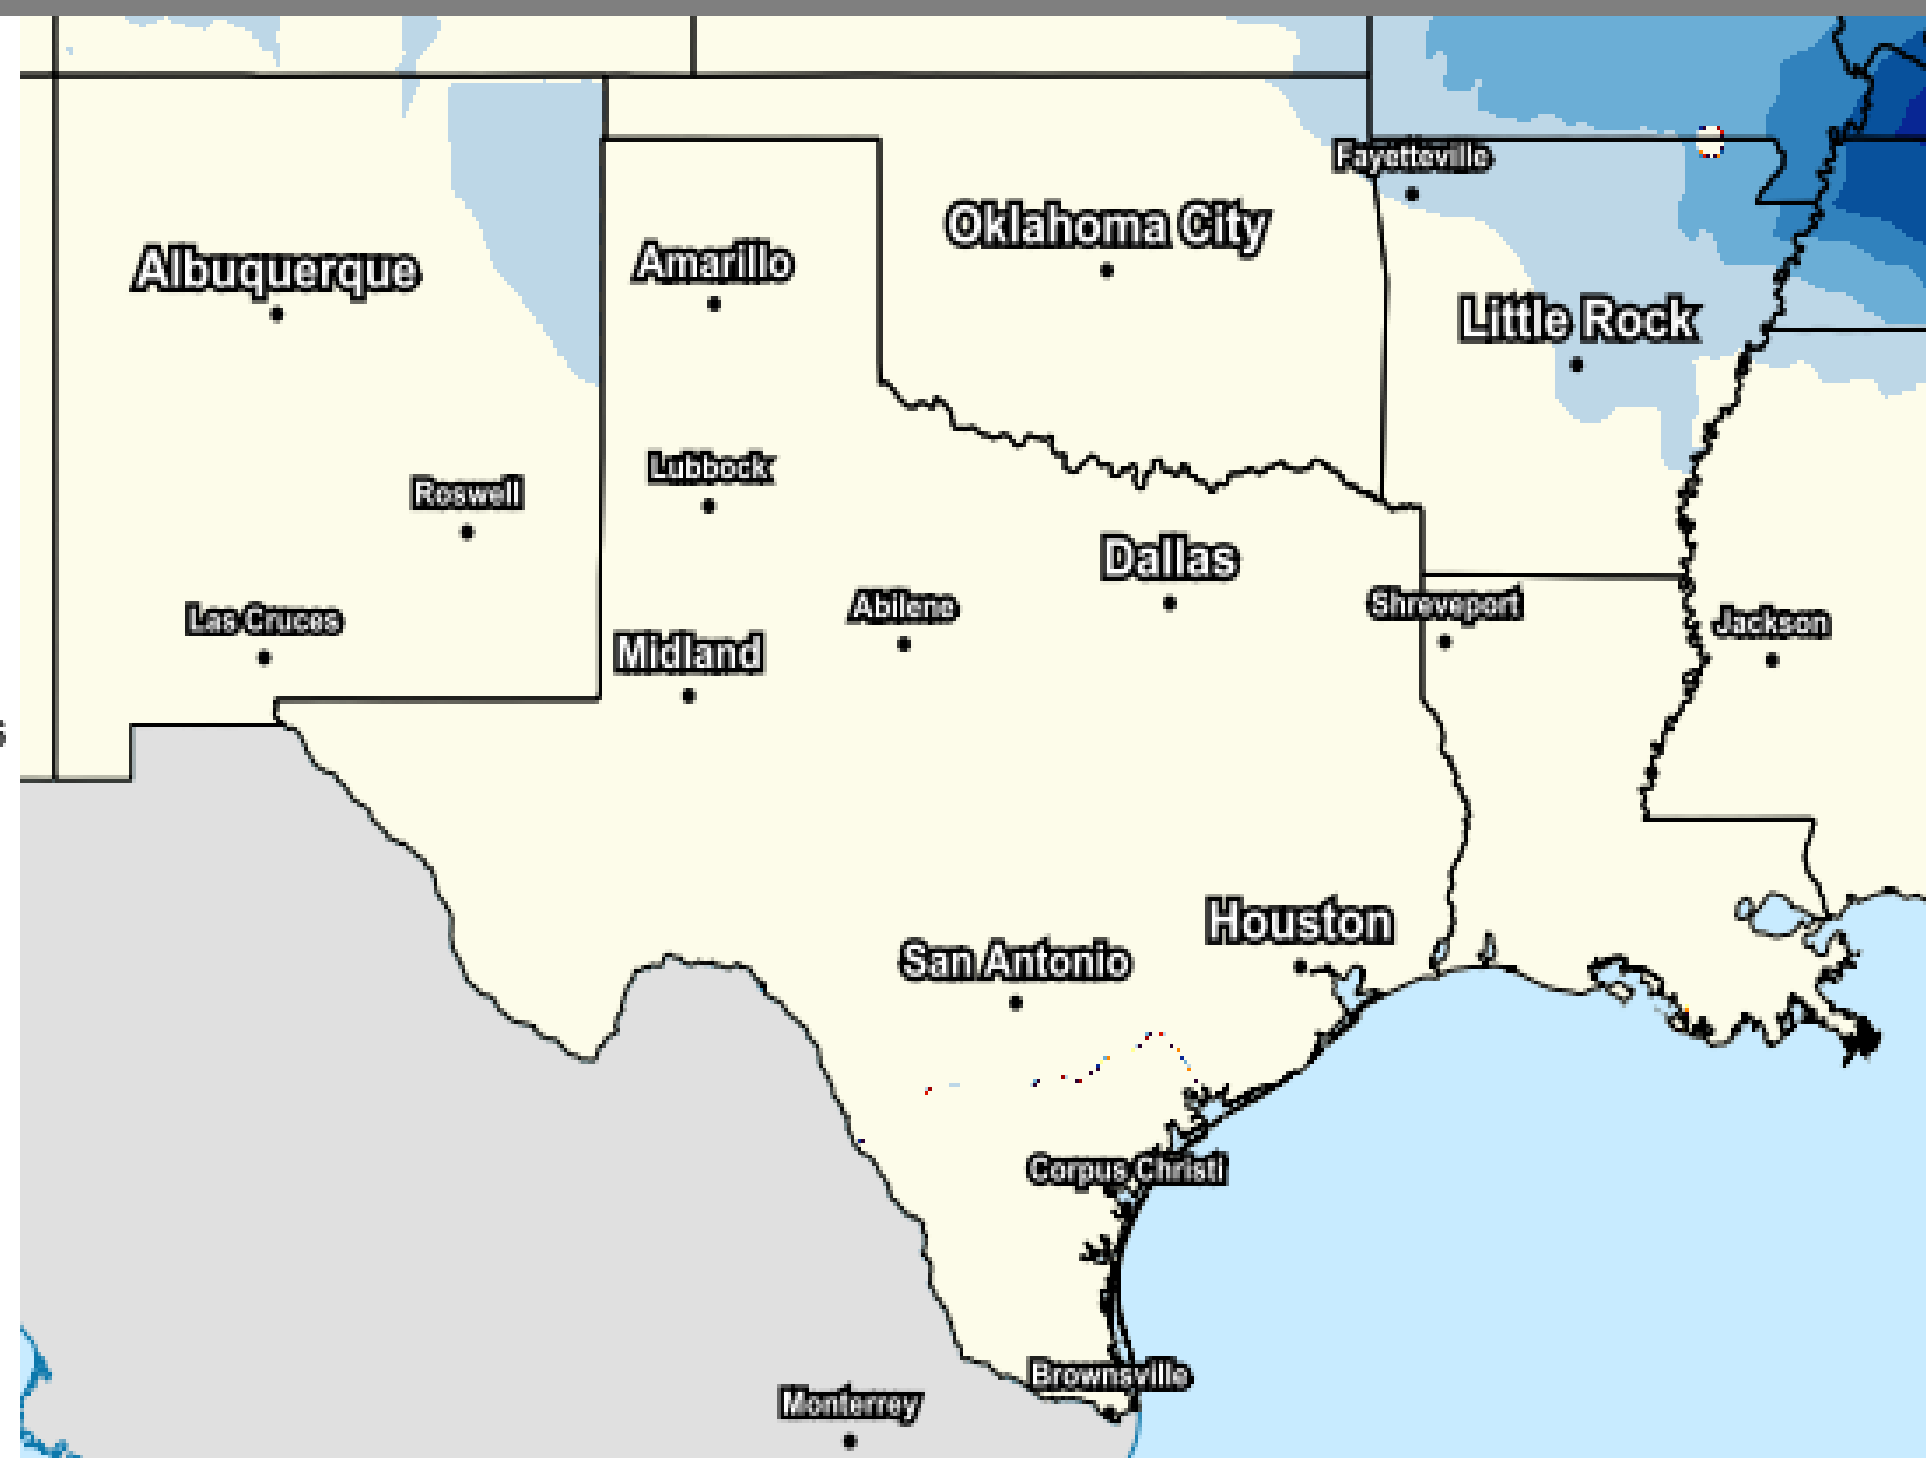 Fayetteville
Oklahoma City
Albuquerque
Amarillo
Little Rock
Lubbock
Roswell
Dallas
Abilene
Shreveport
Las Cruces
Jackson
Midland
Houston
San Antonio
Corpus Christi
Brownsville
Monterrey